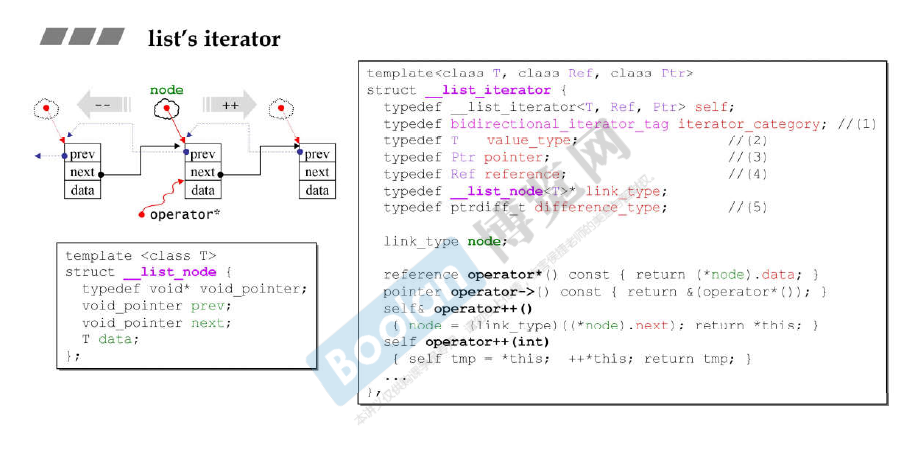 list's iterator
node
-- ++
prev prev prev
next next next
data data data
operator*
template <class T>
struct __list_node {
typedef void* void_pointer;
void_pointer prev;
void_pointer next;
T data;
};
template<class T, class Ref, class Ptr>
struct __list_iterator {
typedef __list_iterator<T, Ref, Ptr> self;
typedef bidirectional_iterator_tag iterator_category; //(1)
typedef T value_type; //(2)
typedef Ptr pointer; //(3)
typedef Ref reference; //(4)
typedef __list_node<T>* link_type;
typedef ptrdiff_t difference_type; //(5)
link_type node;
reference operator*() const { return (*node).data; }
pointer operator->() const { return &(operator*()); }
self& operator++()
{ node = (link_type)((*node).next); return *this; }
self operator++(int)
{ self tmp = *this; ++*this; return tmp; }
...
};
Boolan 博览网